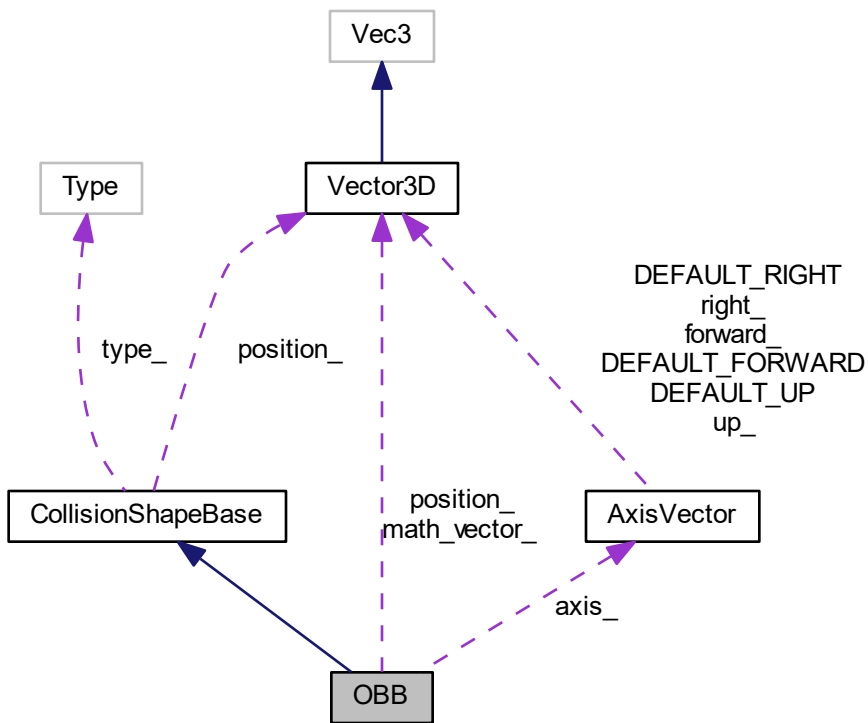 Vec3
Type
Vector3D
DEFAULT_RIGHT
right_
forward_
DEFAULT_FORWARD
DEFAULT_UP
up_
type_
position_
CollisionShapeBase
position_
math_vector_
AxisVector
axis_
OBB